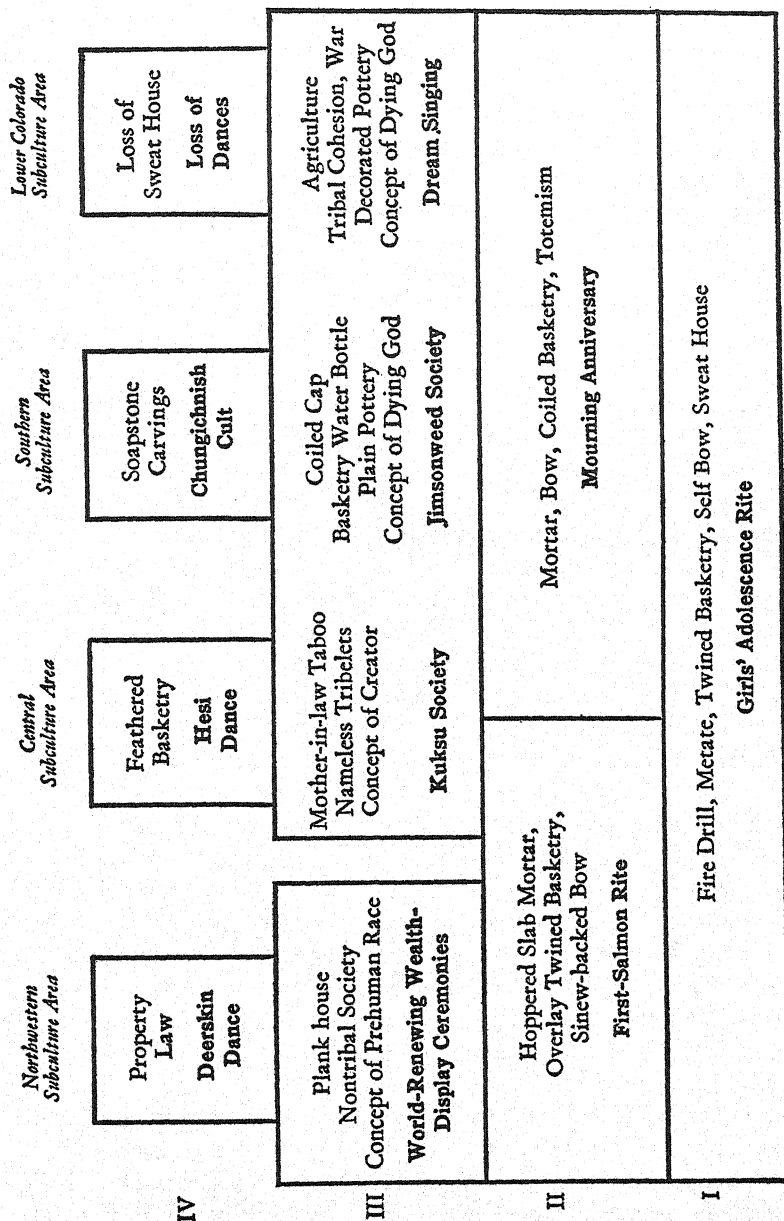 Northwestern
Subculture Area
Central
Subculture Area
Southern
Subculture Area
Lower Colorado
Subculture Area
IV
Property
Law
Deerskin
Dance
Feathered
Basketry
Hesi
Dance
Soapstone
Carvings
Chungichnish
Cult
Loss of
Sweat House
Loss of
Dances
III
Plank house
Nontribal Society
Concept of Prehuman Race
World-Renewing Wealth-
Display Ceremonies
Mother-in-law Taboo
Nameless Tribelets
Concept of Creator
Kuksu Society
Coiled Cap
Basketry Water Bottle
Plain Pottery
Concept of Dying God
Jimsonweed Society
Agriculture
Tribal Cohesion, War
Decorated Pottery
Concept of Dying God
Dream Singing
II
Hoppered Slab Mortar,
Overlay Twined Basketry,
Sinew-backed Bow
First-Salmon Rite
Mortar, Bow, Coiled Basketry, Totemism
Mourning Anniversary
I
Fire Drill, Metate, Twined Basketry, Self Bow, Sweat House
Girls' Adolescence Rite